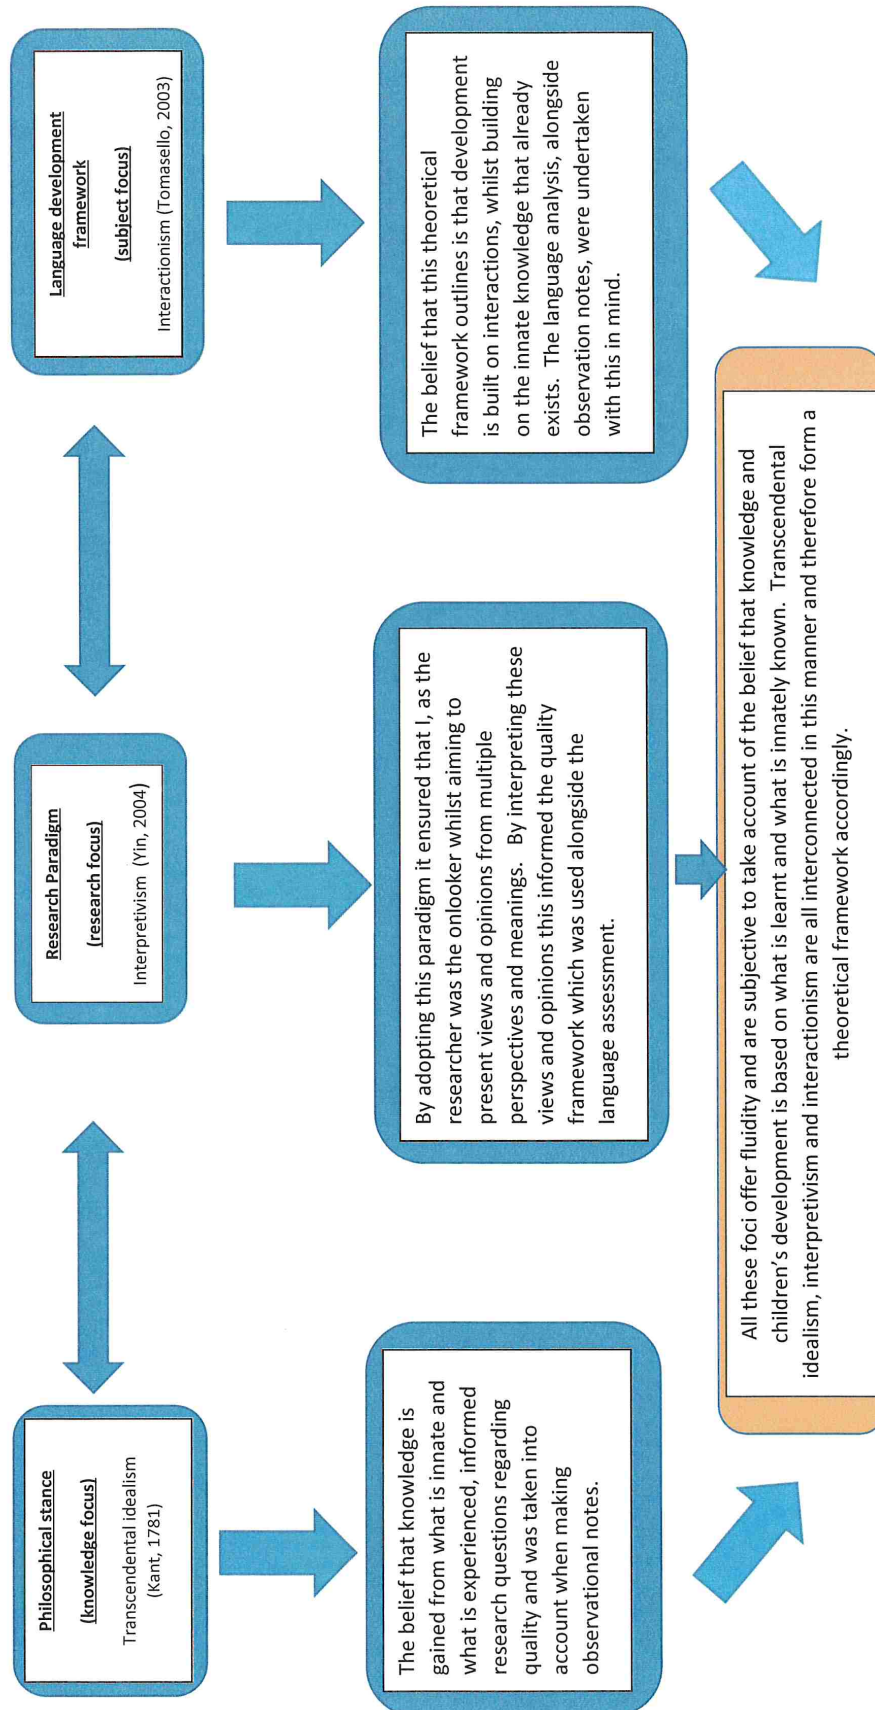 Philosophical stance
(knowledge focus)
Transcendental idealism
(Kant, 1781)
Research Paradigm
(research focus)
Interpretivism (Yin, 2004)
Language development
framework
(subject focus)
Interactionism (Tomasello, 2003)
The belief that knowledge is
gained from what is innate and
what is experienced, informed
research questions regarding
quality and was taken into
account when making
observational notes.
By adopting this paradigm it ensured that I, as the
researcher was the onlooker whilst aiming to
present views and opinions from multiple
perspectives and meanings. By interpreting these
views and opinions this informed the quality
framework which was used alongside the
language assessment.
The belief that this theoretical
framework outlines is that development
is built on interactions, whilst building
on the innate knowledge that already
exists. The language analysis, alongside
observation notes, were undertaken
with this in mind.
All these foci offer fluidity and are subjective to take account of the belief that knowledge and
children's development is based on what is learnt and what is innately known. Transcendental
idealism, interpretivism and interactionism are all interconnected in this manner and therefore form a
theoretical framework accordingly.